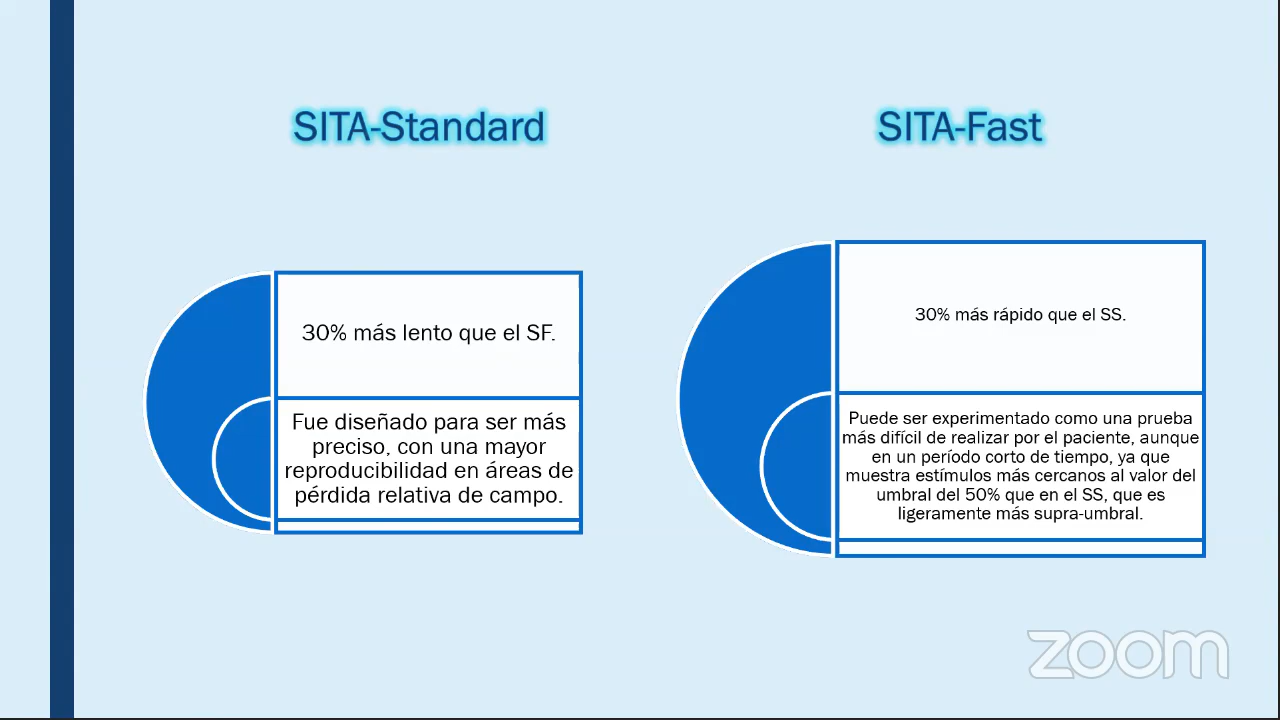 SITA-Standard
30% más lento que el SF.
Fue diseñado para ser más
preciso, con una mayor
reproducibilidad en áreas de
pérdida relativa de campo.
SITA-Fast
30% más rápido que el SS.
Puede ser experimentado como una prueba
más difícil de realizar por el paciente, aunque
en un período corto de tiempo, ya que
muestra estímulos más cercanos al valor del
umbral del 50% que en el SS, que es
ligeramente más supra-umbral.
zoom